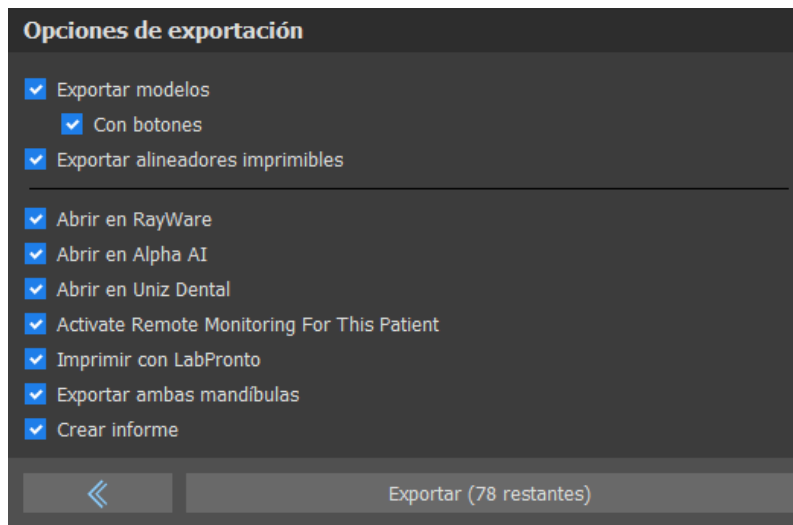 Opciones de exportación
Exportar modelos
Con botones
Exportar alineadores imprimibles
Abrir en RayWare
Abrir en Alpha AI
Abrir en Uniz Dental
Activate Remote Monitoring For This Patient
Imprimir con LabPronto
Exportar ambas mandíbulas
Crear informe
Exportar (78 restantes)